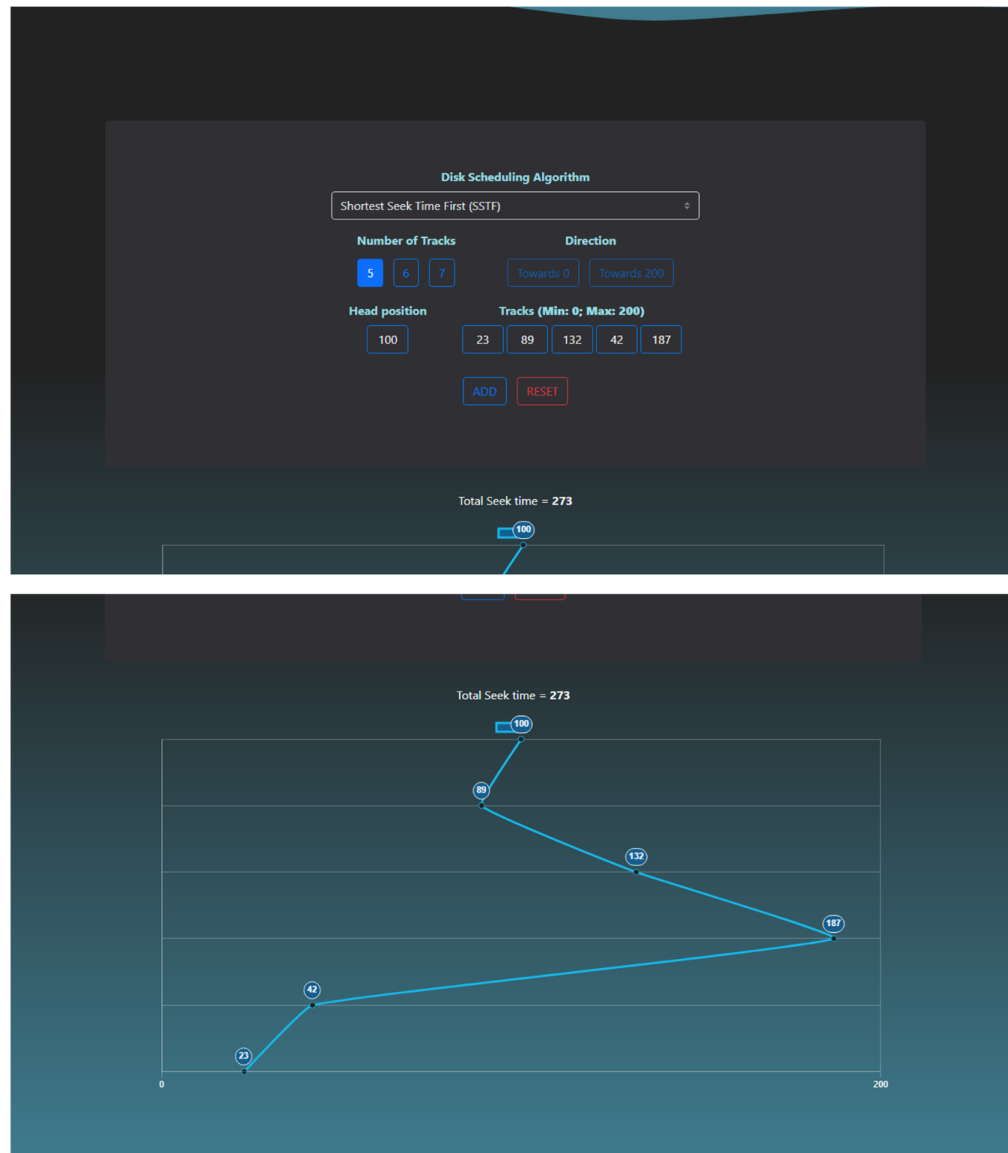 Disk Scheduling Algorithm
Shortest Seek Time First (SSTF)
Number of Tracks Direction
5 6 7 Towards 0 Towards 200
Head position Tracks (Min: 0; Max: 200)
100 23 89 132 42 187
ADD RESET
Total Seek time = 273
100
Total Seek time = 273
100
89
132
187
42
23
0 200